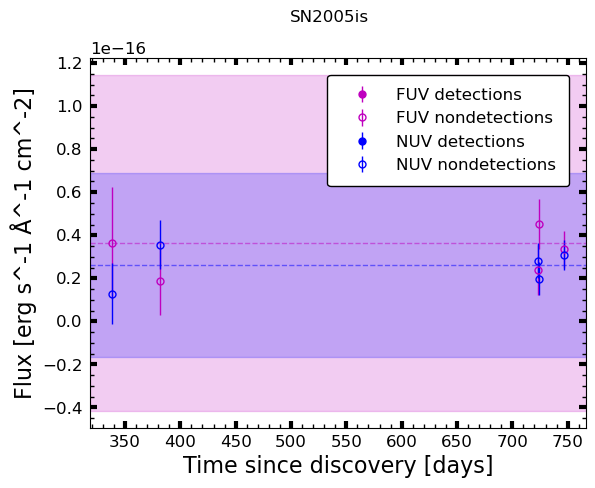 SN2005is
1e−16
1.2
1.0
0.8
0.6
0.4
0.2
0.0
−0.2
−0.4
Flux [erg s^-1 Å^-1 cm^-2]
FUV detections
FUV nondetections
NUV detections
NUV nondetections
350 400 450 500 550 600 650 700 750
Time since discovery [days]